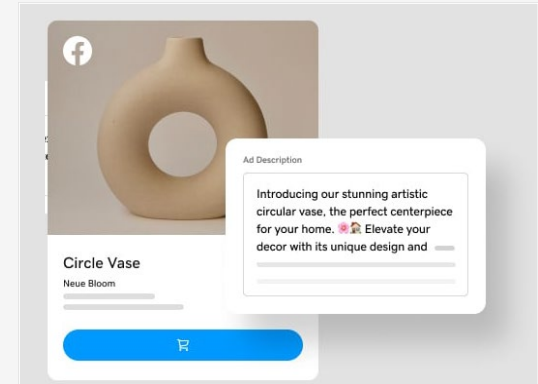 Circle Vase
Neue Bloom
Ad Description
Introducing our stunning artistic
circular vase, the perfect centerpiece
for your home. 🌸🏡 Elevate your
decor with its unique design and